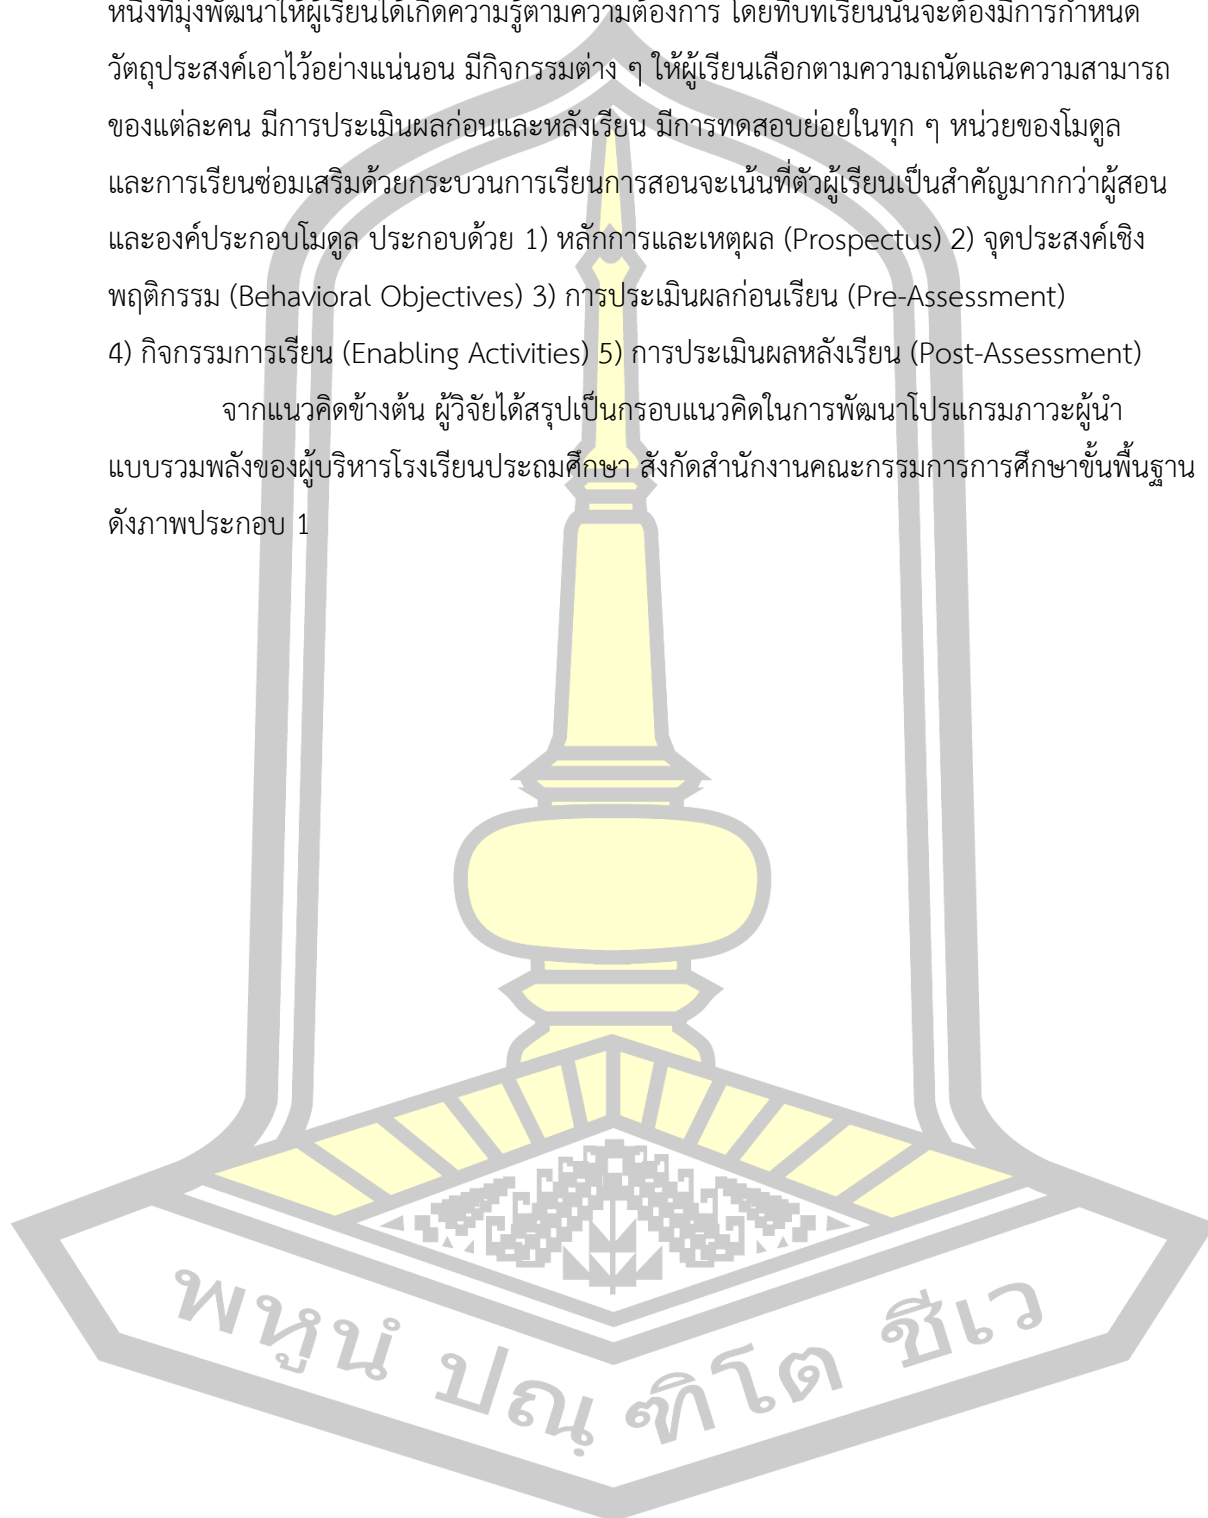 หนึ่งที่มุ่งพัฒนาให้ผู้เรียนได้เกิดความรู้ตามความต้องการ โดยที่บทเรียนนั้นจะต้องมีการกำหนด
วัตถุประสงค์เอาไว้อย่างแน่นอน มีกิจกรรมต่าง ๆ ให้ผู้เรียนเลือกตามความถนัดและความสามารถ
ของแต่ละคน มีการประเมินผลก่อนและหลังเรียน มีการทดสอบย่อยในทุก ๆ หน่วยของโมดูล
และการเรียนซ่อมเสริมด้วยกระบวนการเรียนการสอนจะเน้นที่ตัวผู้เรียนเป็นสำคัญมากกว่าผู้สอน
และองค์ประกอบโมดูล ประกอบด้วย 1) หลักการและเหตุผล (Prospectus) 2) จุดประสงค์เชิง
พฤติกรรม (Behavioral Objectives) 3) การประเมินผลก่อนเรียน (Pre-Assessment)
4) กิจกรรมการเรียน (Enabling Activities) 5) การประเมินผลหลังเรียน (Post-Assessment)
จากแนวคิดข้างต้น ผู้วิจัยได้สรุปเป็นกรอบแนวคิดในการพัฒนาโปรแกรมภาวะผู้นำ
แบบรวมพลังของผู้บริหารโรงเรียนประถมศึกษา สังกัดสำนักงานคณะกรรมการการศึกษาขั้นพื้นฐาน
ดังภาพประกอบ 1
พหูนํ ปณฺฑิโต ชีเว